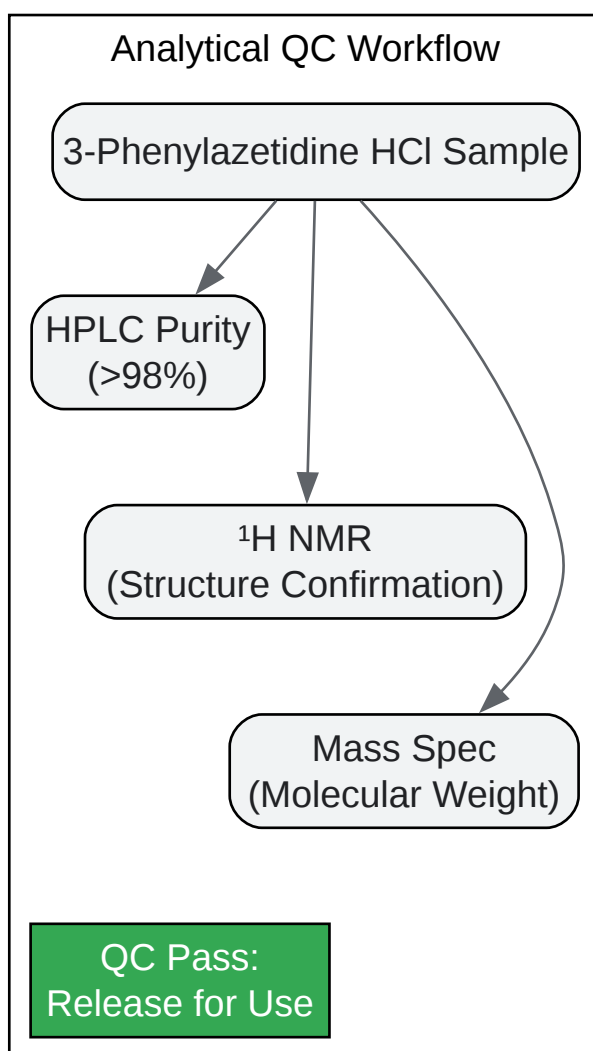 Analytical QC Workflow
3-Phenylazetidine HCl Sample
HPLC Purity
(>98%)
¹H NMR
(Structure Confirmation)
Mass Spec
(Molecular Weight)
QC Pass:
Release for Use